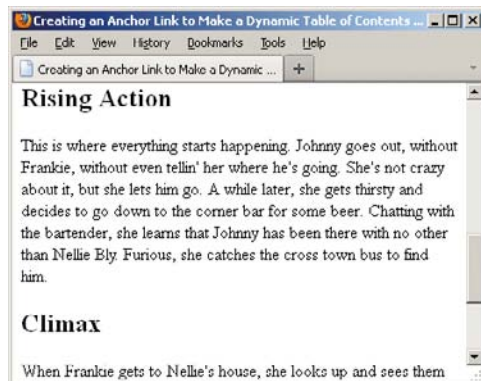 Creating an Anchor Link to Make a Dynamic Table of Contents ...
File Edit View History Bookmarks Tools Help
Creating an Anchor Link to Make a Dynamic ...
Rising Action
This is where everything starts happening. Johnny goes out, without
Frankie, without even tellin' her where he's going. She's not crazy
about it, but she lets him go. A while later, she gets thirsty and
decides to go down to the corner bar for some beer. Chatting with
the bartender, she learns that Johnny has been there with no other
than Nellie Bly. Furious, she catches the cross town bus to find
him.
Climax
When Frankie gets to Nellie's house, she looks up and sees them